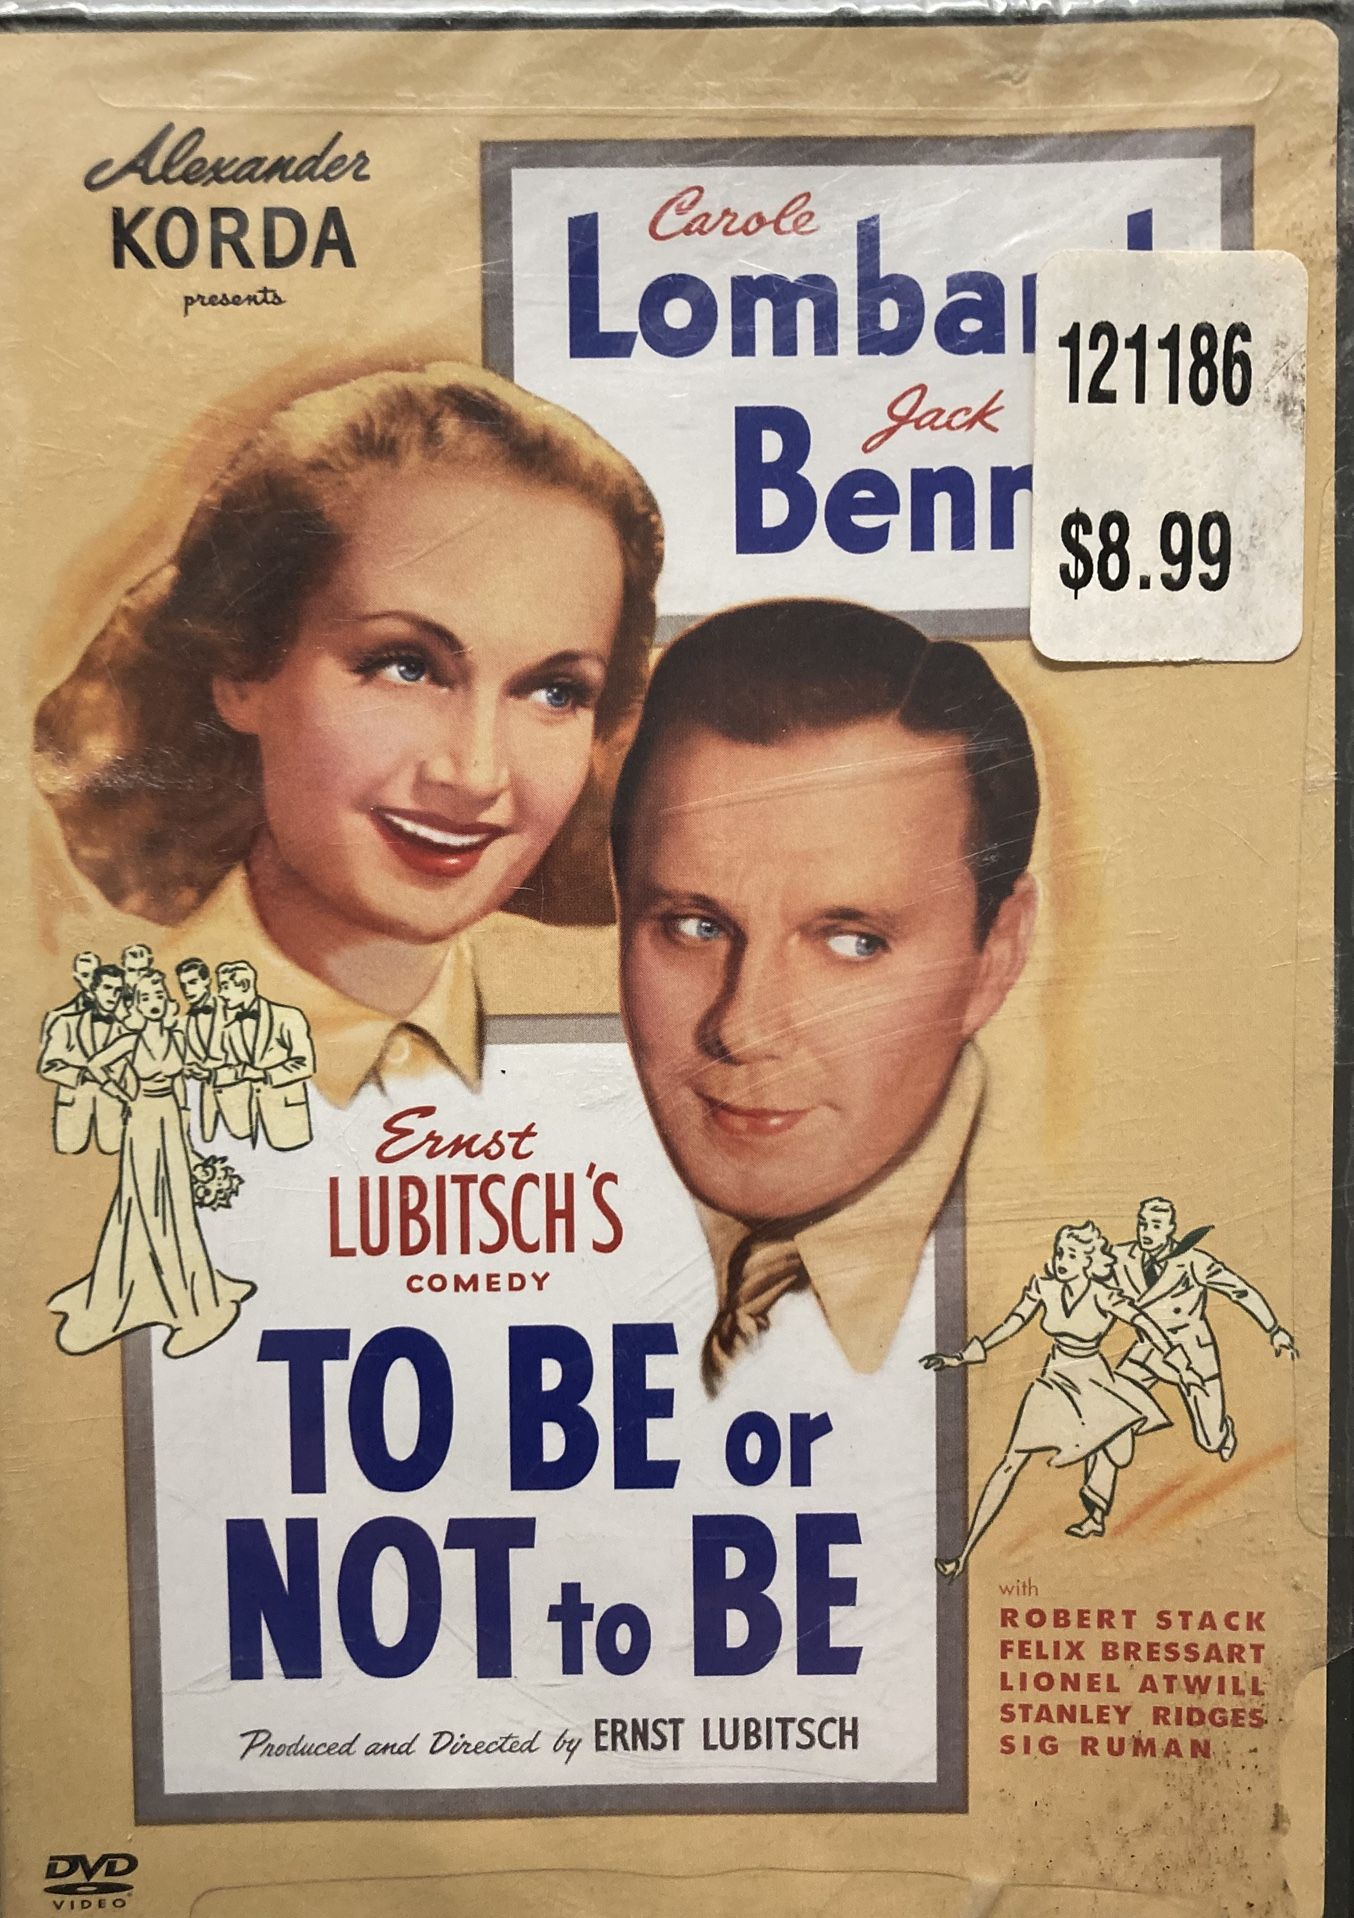 Alexander
KORDA
presents
Carole
Lombar
Jack
Benn
121186
$8.99
Ernst
LUBITSCH'S
COMEDY
TO BE or
NOT to BE
Produced and Directed by ERNST LUBITSCH
with
ROBERT STACK
FELIX BRESSART
LIONEL ATWILL
STANLEY RIDGES
SIG RUMAN
DVD
VIDEO